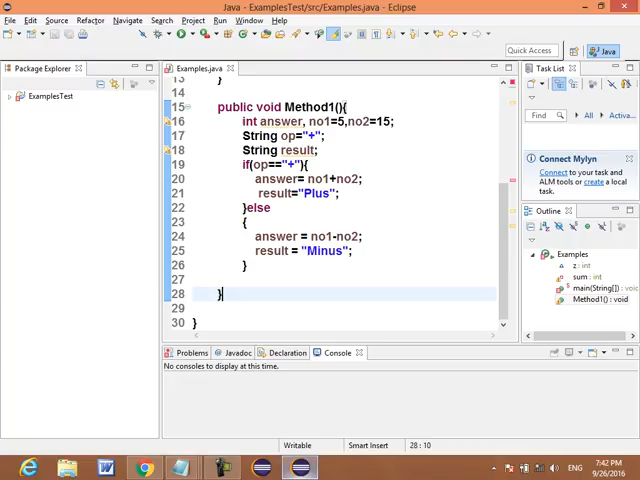 Java - ExamplesTest/src/Examples.java - Eclipse
File Edit Source Refactor Navigate Search Project Run Window Help
Quick Access
Java
Package Explorer
ExamplesTest
Examples.java
13 }
14
15 public void Method1(){
16 int answer, no1=5,no2=15;
17 String op="+";
18 String result;
19 if(op=="+"){
20 answer= no1+no2;
21 result="Plus";
22 }else
23 {
24 answer = no1-no2;
25 result = "Minus";
26 }
27
28 }
29
30 }
Task List
Find
All
Activa...
Connect Mylyn
Connect to your task and
ALM tools or create a local
task.
Outline
Examples
z : int
sum : int
main(String[]) : void
Method1() : void
Problems Javadoc Declaration Console
No consoles to display at this time.
Writable
Smart Insert
28 : 10
ENG
7:42 PM
9/26/2016